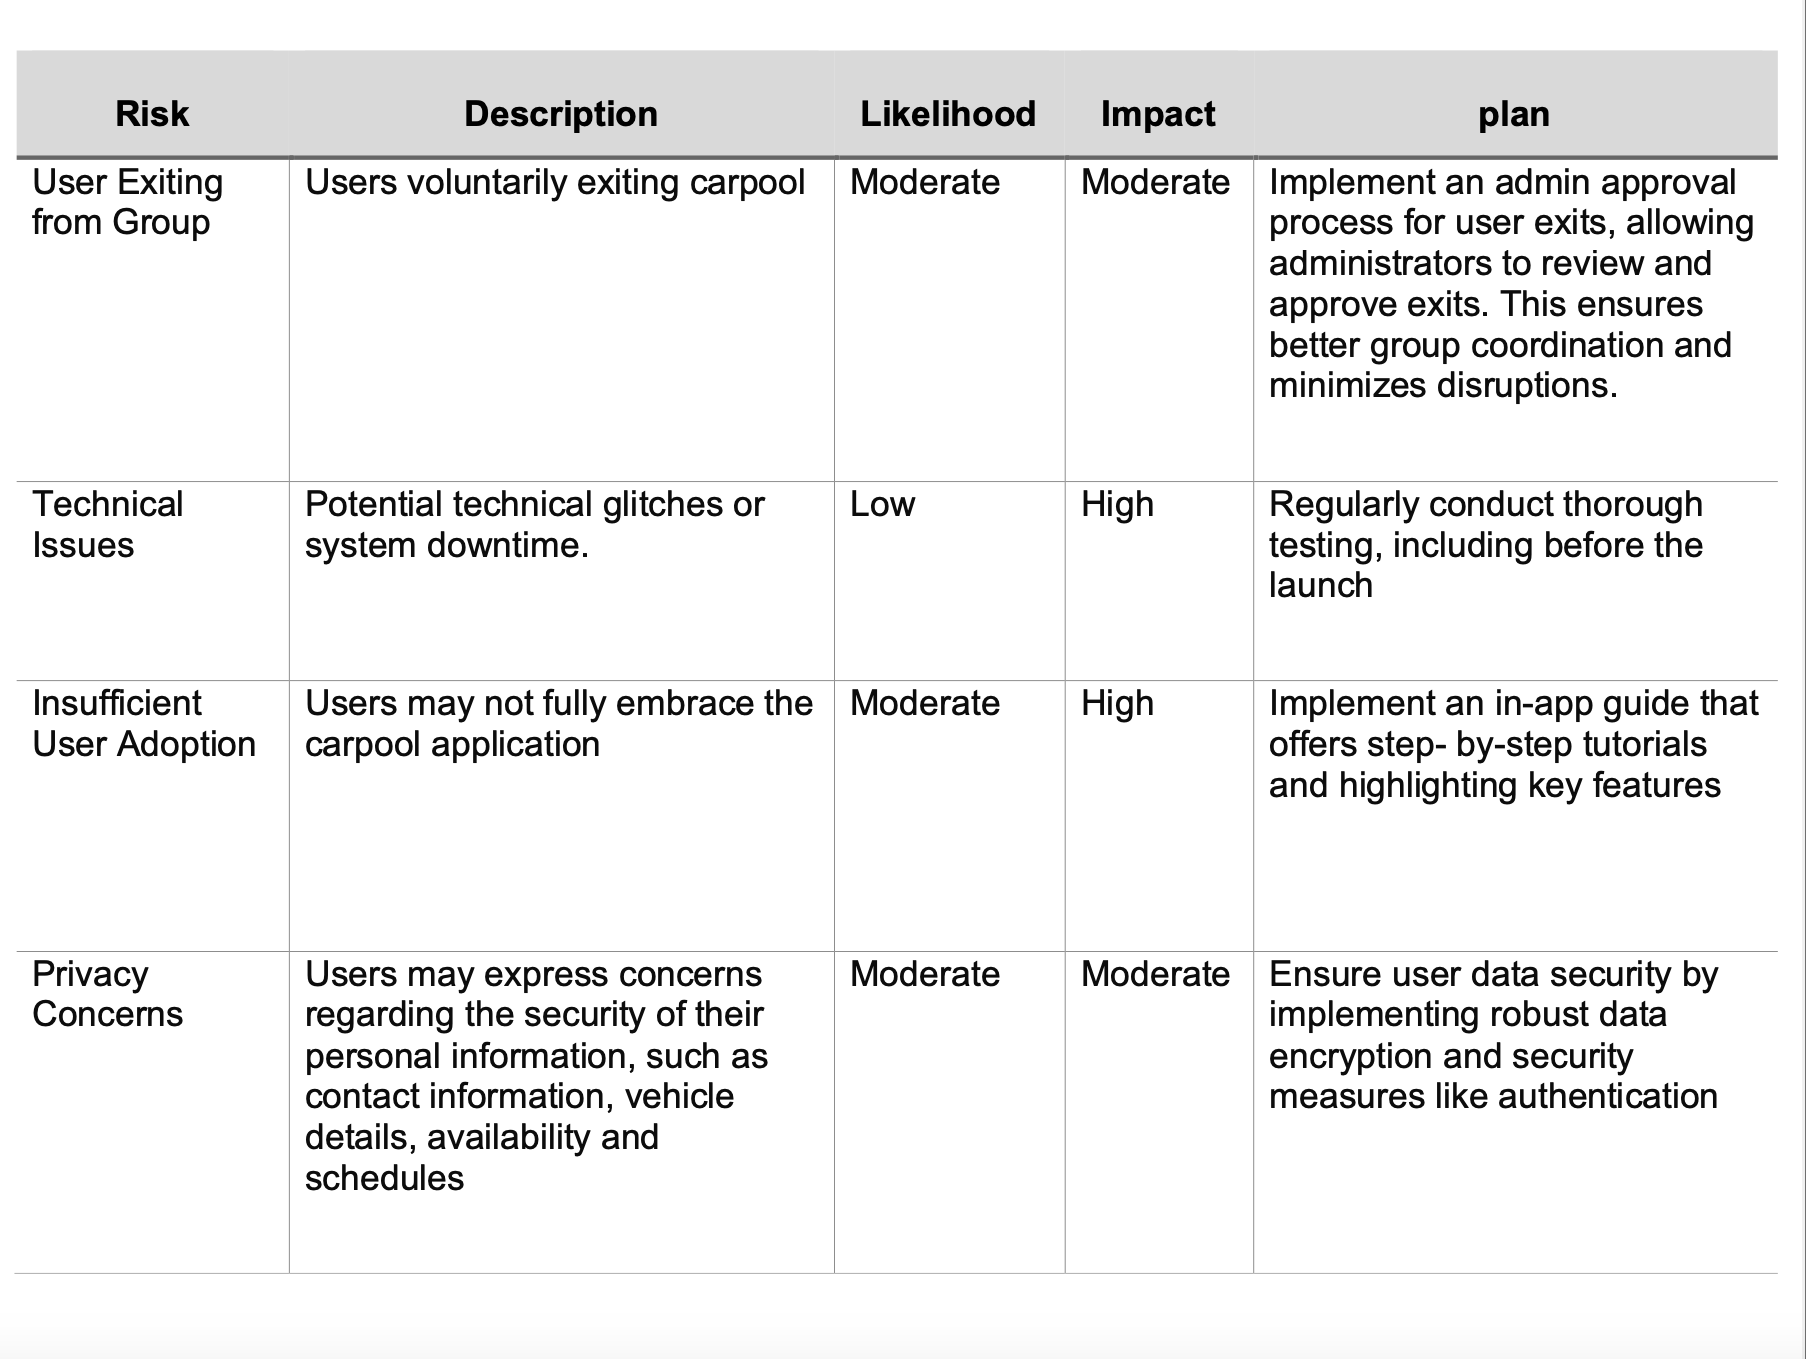 Risk Description Likelihood Impact plan
User Exiting
from Group
Users voluntarily exiting carpool
Moderate
Moderate
Implement an admin approval
process for user exits, allowing
administrators to review and
approve exits. This ensures
better group coordination and
minimizes disruptions.
Technical
Issues
Potential technical glitches or
system downtime.
Low
High
Regularly conduct thorough
testing, including before the
launch
Insufficient
User Adoption
Users may not fully embrace the
carpool application
Moderate
High
Implement an in-app guide that
offers step- by-step tutorials
and highlighting key features
Privacy
Concerns
Users may express concerns
regarding the security of their
personal information, such as
contact information, vehicle
details, availability and
schedules
Moderate
Moderate
Ensure user data security by
implementing robust data
encryption and security
measures like authentication